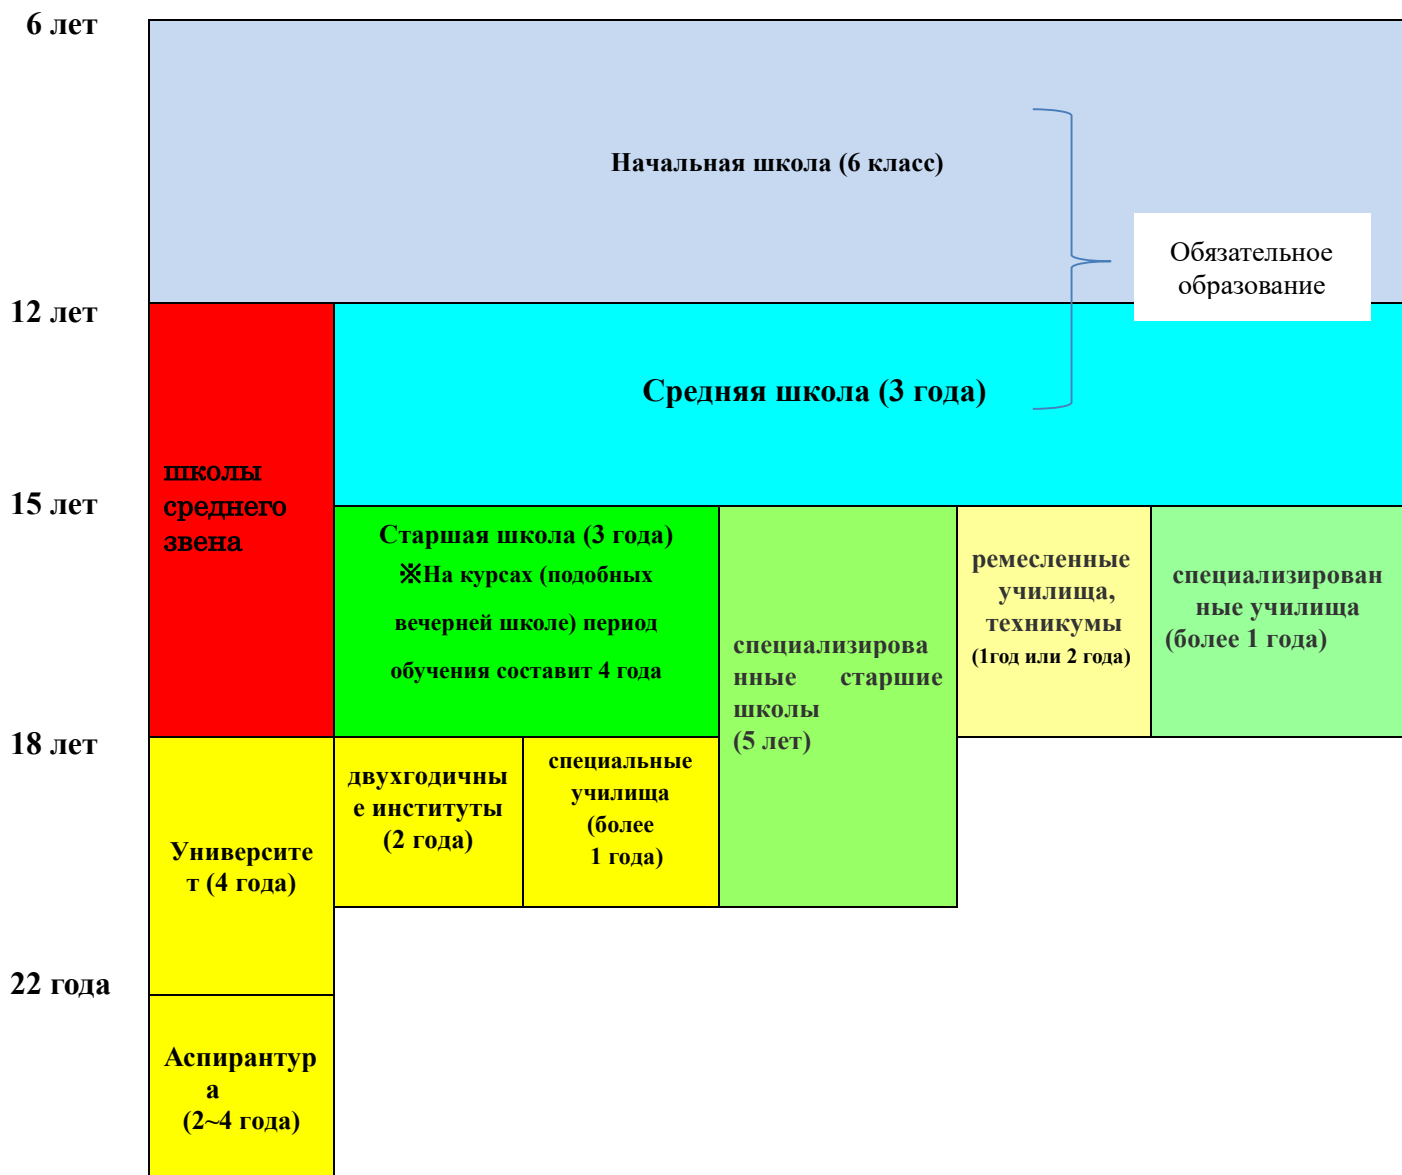 6 лет
Начальная школа (6 класс)
Обязательное
образование
12 лет
Средняя школа (3 года)
школы
среднего
звена
15 лет
Старшая школа (3 года)
※На курсах (подобных
вечерней школе) период
обучения составит 4 года
специализирова
нные старшие
школы
(5 лет)
ремесленные
училища,
техникумы
(1год или 2 года)
специализирован
ные училища
(более 1 года)
18 лет
Университе
т (4 года)
двухгодичны
е институты
(2 года)
специальные
училища
(более
1 года)
22 года
Аспирантур
а
(2~4 года)